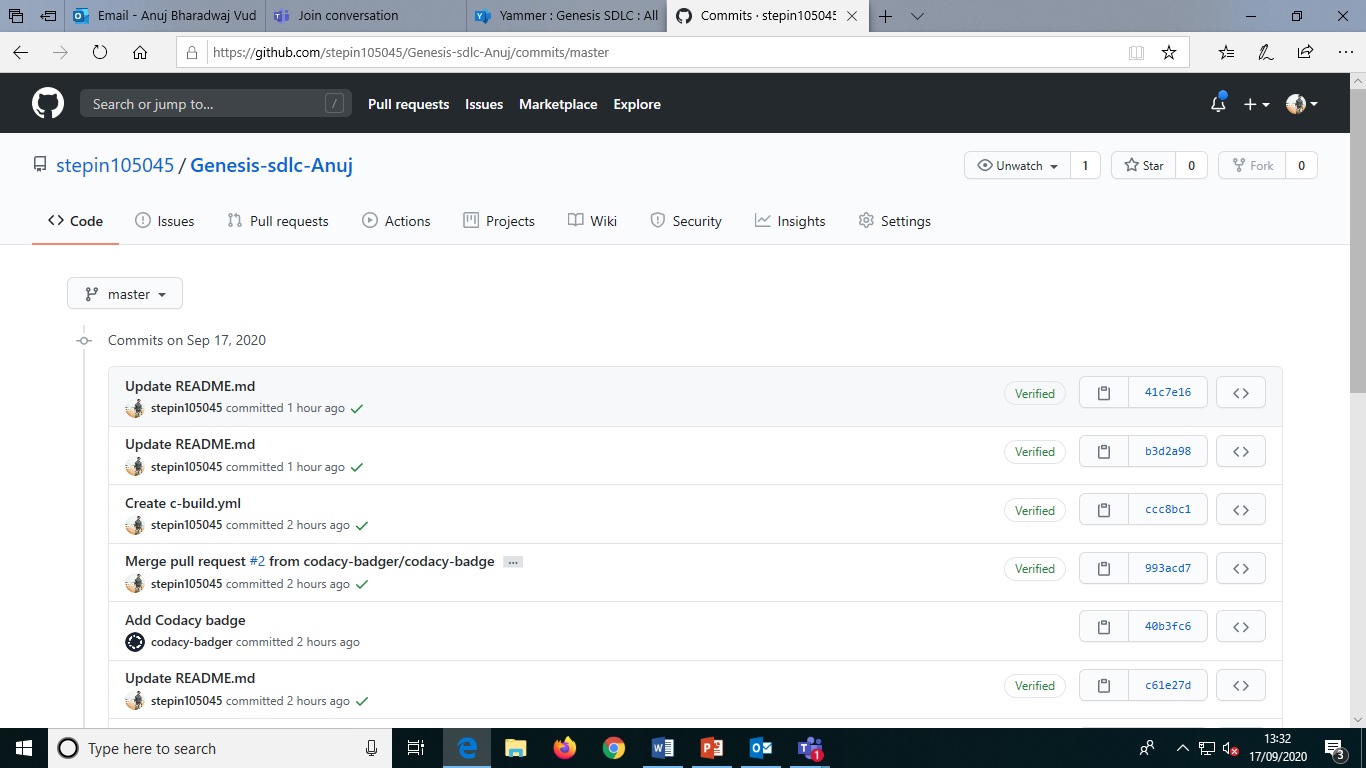 Email - Anuj Bharadwaj Vud
Join conversation
Yammer : Genesis SDLC : All
Commits · stepin105045
https://github.com/stepin105045/Genesis-sdlc-Anuj/commits/master
Search or jump to...
/
Pull requests Issues Marketplace Explore
stepin105045 / Genesis-sdlc-Anuj
Unwatch 1
Star 0
Fork 0
Code Issues Pull requests Actions Projects Wiki Security Insights Settings
master
Commits on Sep 17, 2020
Update README.md
stepin105045 committed 1 hour ago
Verified 41c7e16
Update README.md
stepin105045 committed 1 hour ago
Verified b3d2a98
Create c-build.yml
stepin105045 committed 2 hours ago
Verified ccc8bc1
Merge pull request #2 from codacy-badger/codacy-badge ...
stepin105045 committed 2 hours ago
Verified 993acd7
Add Codacy badge
codacy-badger committed 2 hours ago
40b3fc6
Update README.md
stepin105045 committed 2 hours ago
Verified c61e27d
Type here to search
1
13:32
17/09/2020
3